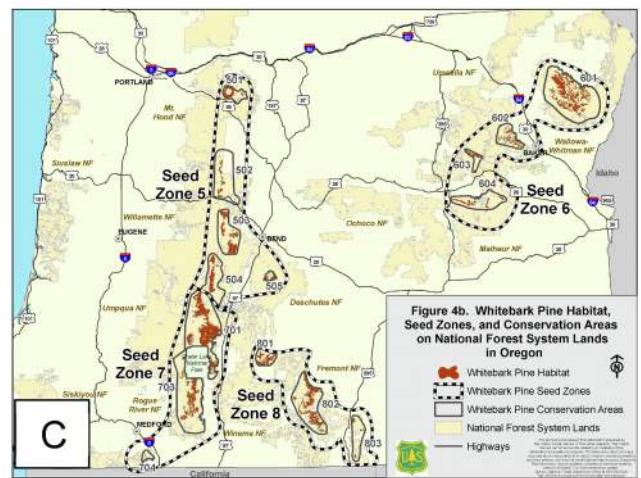 PORTLAND
Mt.
Hood NF
501
Umatilla NF
601
602
BAKER
Wallowa-
Whitman NF
603
604
Idaho
Siuslaw NF
Seed
Zone 5
502
Seed
Zone 6
Willamette NF
503
Ochoco NF
EUGENE
BEND
Malheur NF
504
505
Deschutes NF
Umpqua NF
701
801
Seed
Zone 7
Crater Lake
National
Park
Fremont NF
Siskiyou NF
703
Rogue
River NF
Seed
Zone 8
802
MEDFORD
Winema NF
803
704
California
C
Figure 4b. Whitebark Pine Habitat,
Seed Zones, and Conservation Areas
on National Forest System Lands
in Oregon
N
Whitebark Pine Habitat
Whitebark Pine Seed Zones
Whitebark Pine Conservation Areas
National Forest System Lands
Highways